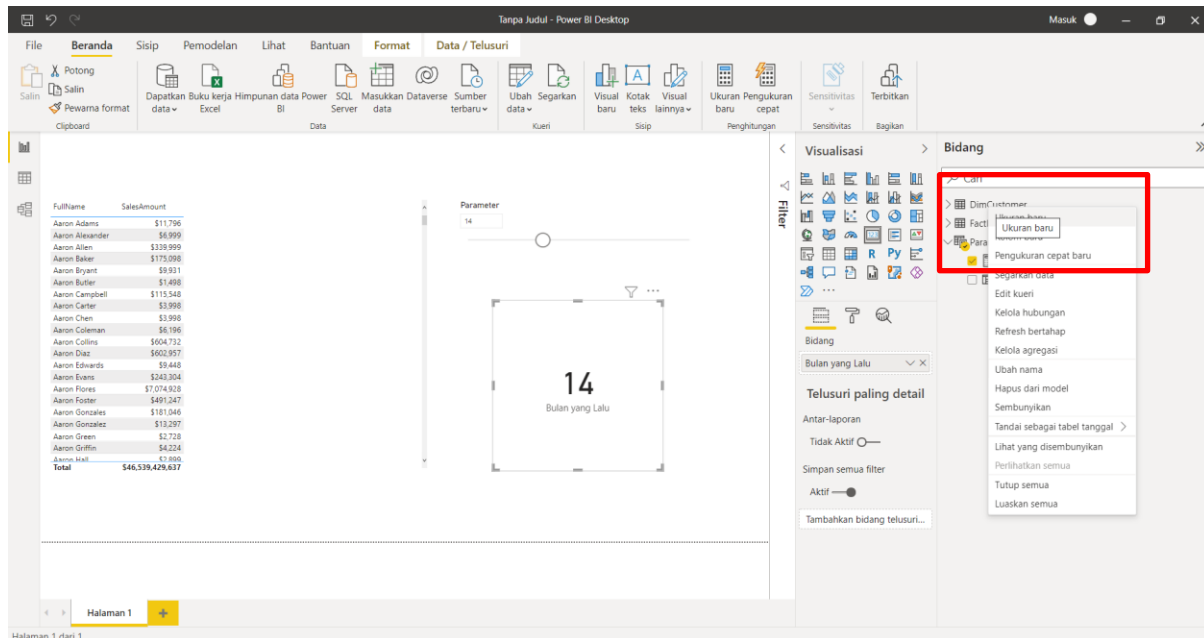 Tanpa Judul - Power BI Desktop
Masuk
File Beranda Sisip Pemodelan Lihat Bantuan Format Data / Telusuri
Salin
Potong
Salin
Pewarna format
Dapatkan data
Buku kerja Excel
Himpunan data Power BI
SQL Server
Masukkan data
Dataverse
Sumber terbaru
Ubah data
Segarkan
Visual baru
Kotak teks
Visual lainnya
Ukuran baru
Pengukuran cepat
Sensitivitas
Terbitkan
Clipboard Data Kueri Sisip Penghitungan Sensitivitas Bagikan
FullName SalesAmount
Aaron Adams $11,796
Aaron Alexander $6,999
Aaron Allen $339,999
Aaron Baker $175,098
Aaron Bryant $9,931
Aaron Butler $1,498
Aaron Campbell $115,548
Aaron Carter $3,998
Aaron Chen $3,998
Aaron Coleman $6,196
Aaron Collins $604,732
Aaron Diaz $602,957
Aaron Edwards $9,448
Aaron Evans $243,304
Aaron Flores $7,074,928
Aaron Foster $491,247
Aaron Gonzales $181,046
Aaron Gonzalez $13,297
Aaron Green $2,728
Aaron Griffin $4,224
Aaron Hall $2,899
Total $46,539,429,637
Parameter
14
14
Bulan yang Lalu
Filter
Visualisasi
R Py
Bidang
Bulan yang Lalu
Telusuri paling detail
Antar-laporan
Tidak Aktif
Simpan semua filter
Aktif
Tambahkan bidang telusuri...
Bidang
Cari
DimCustomer
Facti
Para
Ukuran baru
Ukuran baru
Kolom baru
Pengukuran cepat baru
Segarkan data
Edit kueri
Kelola hubungan
Refresh bertahap
Kelola agregasi
Ubah nama
Hapus dari model
Sembunyikan
Tandai sebagai tabel tanggal
Lihat yang disembunyikan
Perlihatkan semua
Tutup semua
Luaskan semua
Halaman 1
Halaman 1 dari 1